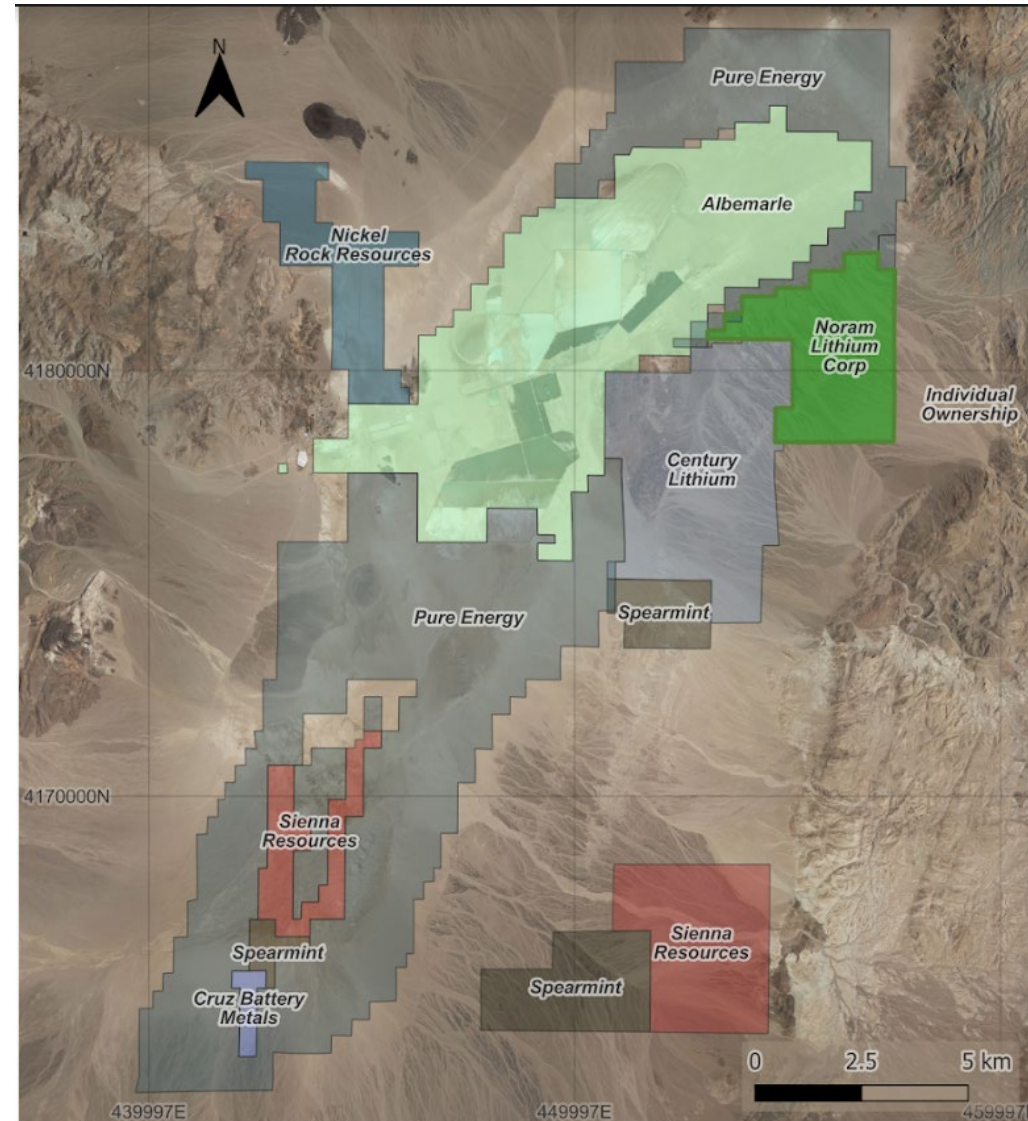 N
Pure Energy
Albemarle
Nickel
Rock Resources
Noram
Lithium
Corp
4180000N
Individual
Ownership
Century
Lithium
Pure Energy
Spearmint
4170000N
Sienna
Resources
Sienna
Resources
Spearmint
Spearmint
Cruz Battery
Metals
0 2.5 5 km
439997E 449997E 459997E